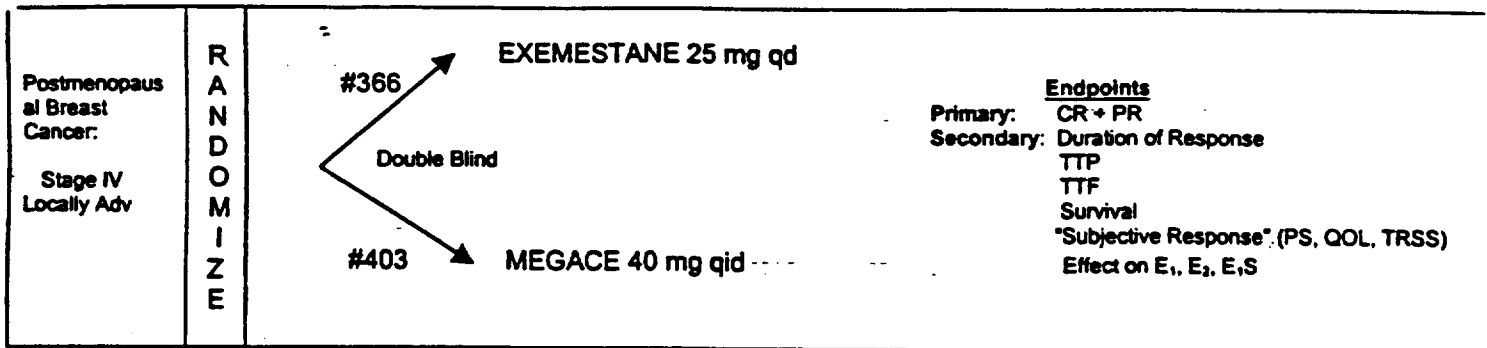 Postmenopaus
al Breast
Cancer:
Stage IV
Locally Adv
R
A
N
D
O
M
I
Z
E
#366
EXEMESTANE 25 mg qd
Double Blind
#403
MEGACE 40 mg qid
Endpoints
Primary: CR + PR
Secondary: Duration of Response
TTP
TTF
Survival
"Subjective Response" (PS, QOL, TRSS)
Effect on E₁, E₂, E₁S